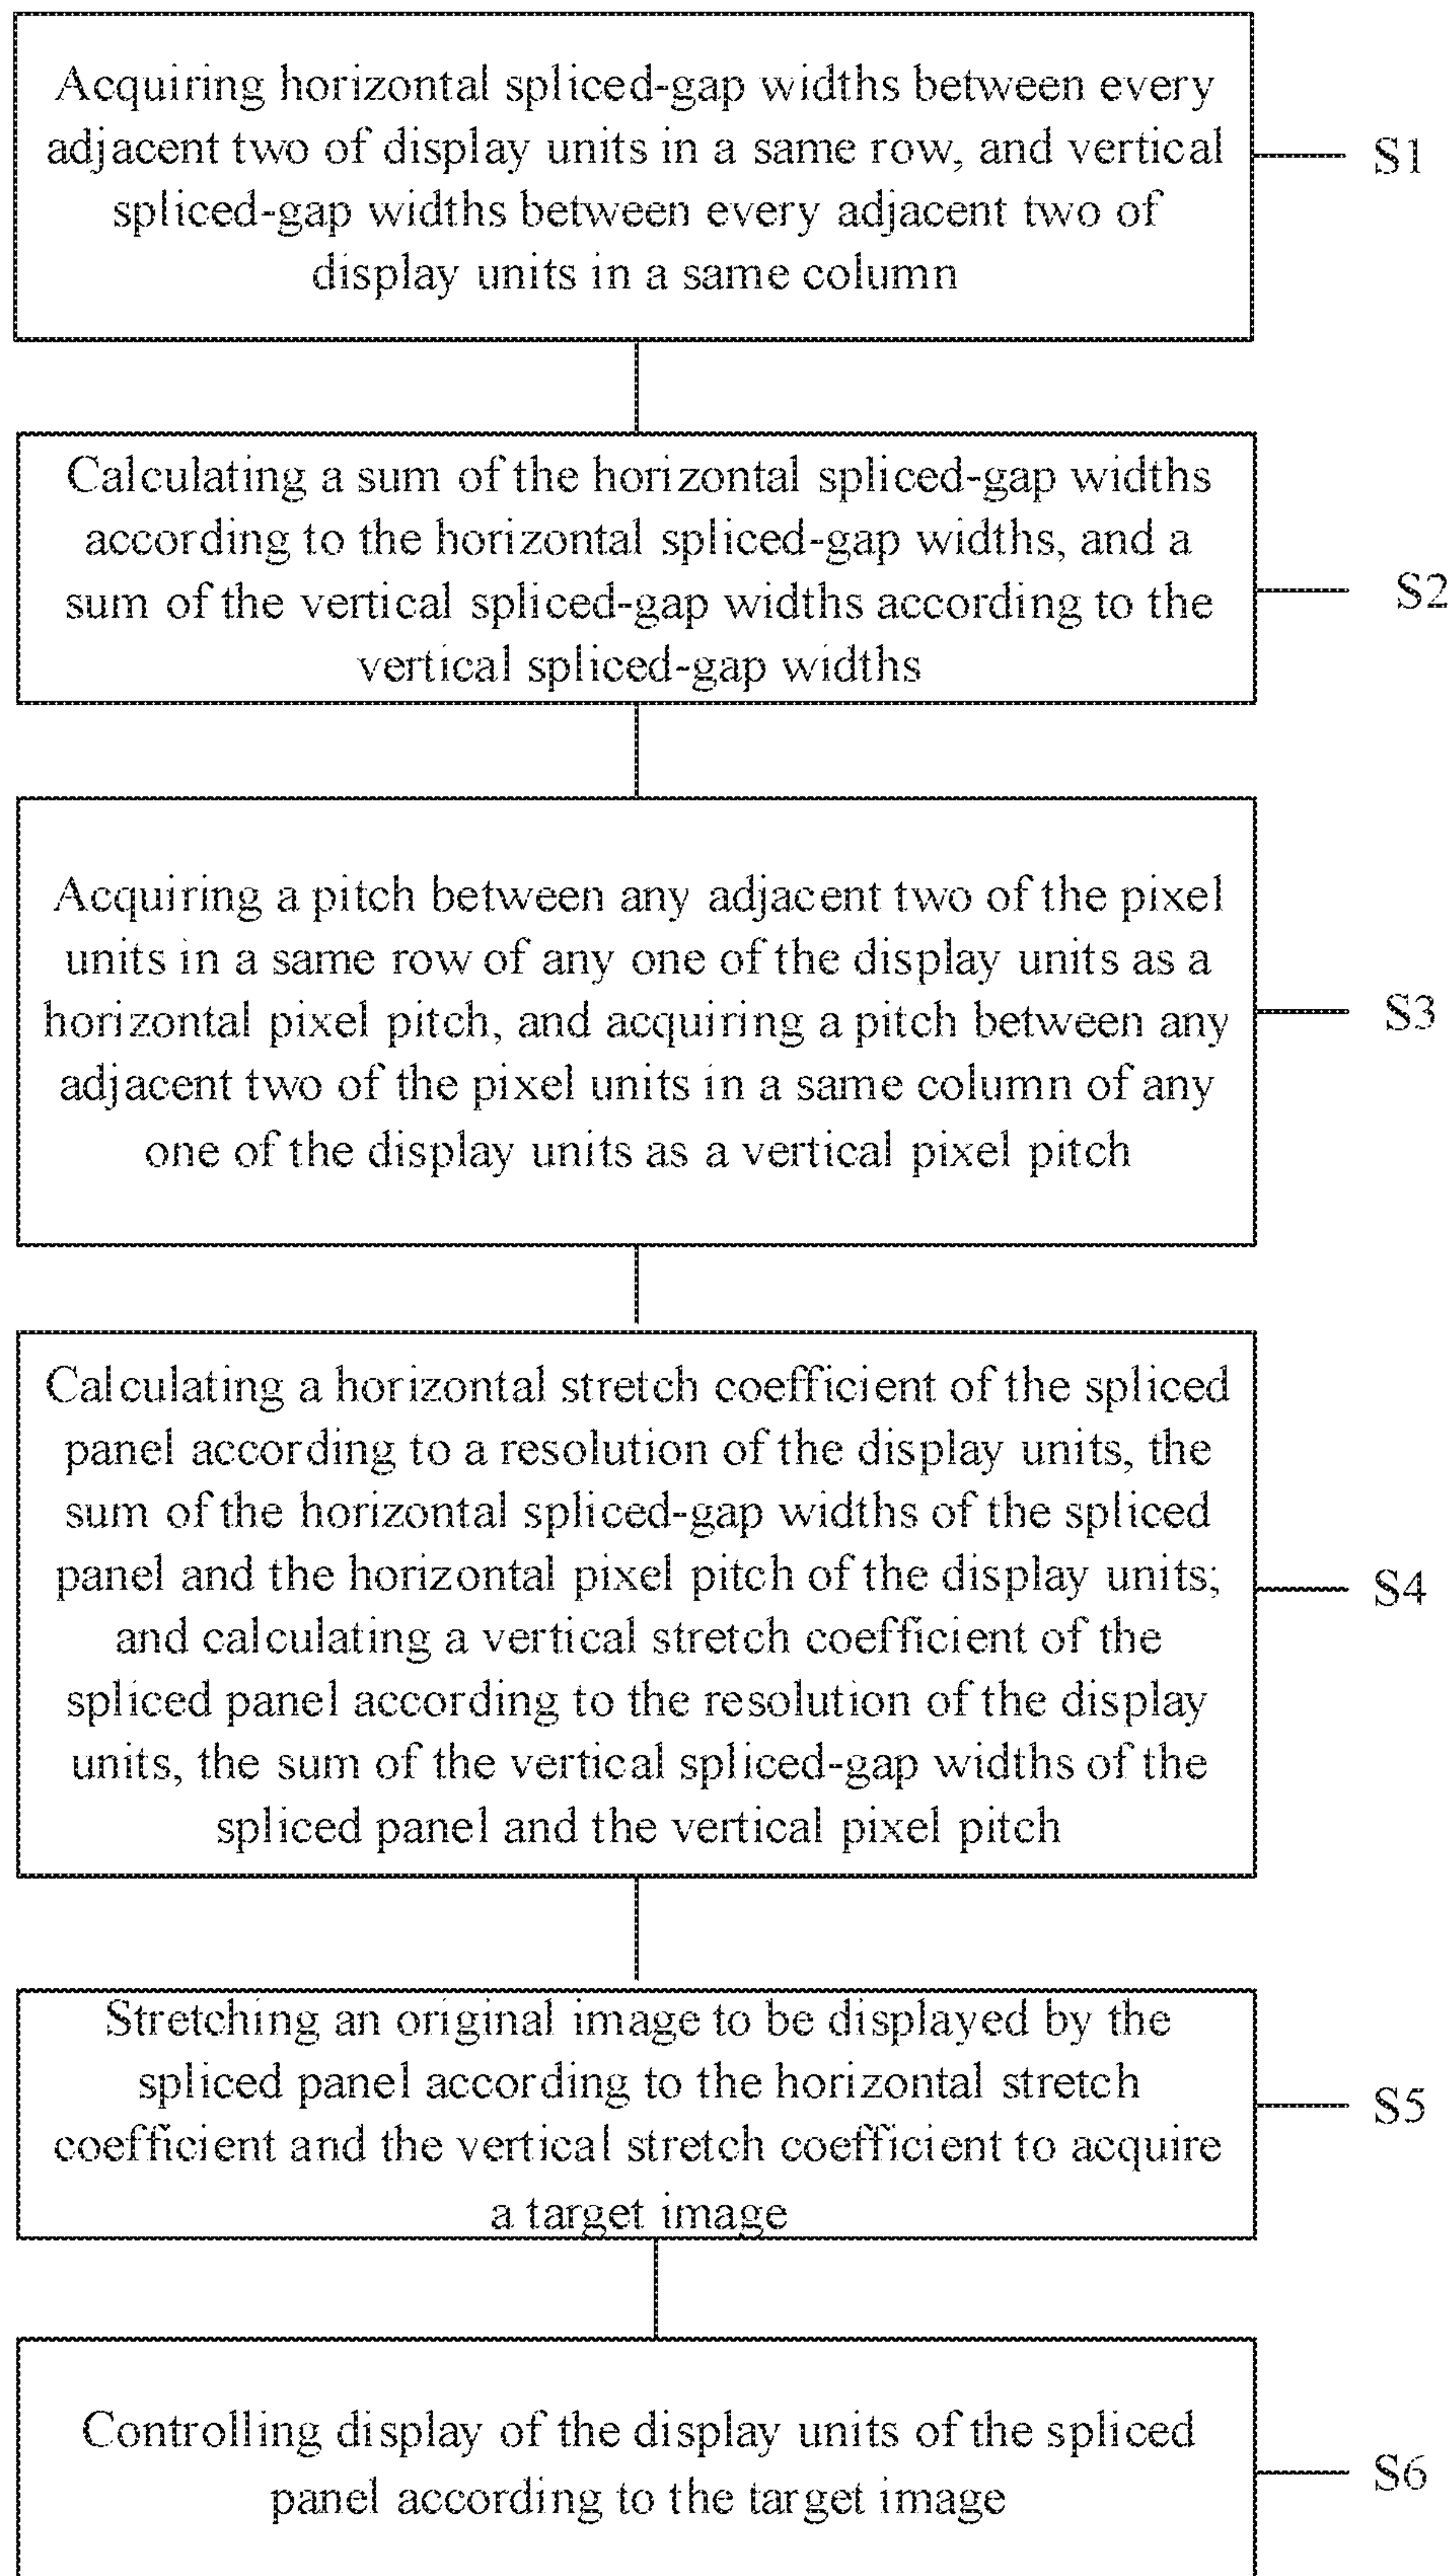 Acquiring horizontal spliced-gap widths between every
adjacent two of display units in a same row, and vertical
spliced-gap widths between every adjacent two of
display units in a same column
S1
Calculating a sum of the horizontal spliced-gap widths
according to the horizontal spliced-gap widths, and a
sum of the vertical spliced-gap widths according to the
vertical spliced-gap widths
S2
Acquiring a pitch between any adjacent two of the pixel
units in a same row of any one of the display units as a
horizontal pixel pitch, and acquiring a pitch between any
adjacent two of the pixel units in a same column of any
one of the display units as a vertical pixel pitch
S3
Calculating a horizontal stretch coefficient of the spliced
panel according to a resolution of the display units, the
sum of the horizontal spliced-gap widths of the spliced
panel and the horizontal pixel pitch of the display units;
and calculating a vertical stretch coefficient of the
spliced panel according to the resolution of the display
units, the sum of the vertical spliced-gap widths of the
spliced panel and the vertical pixel pitch
S4
Stretching an original image to be displayed by the
spliced panel according to the horizontal stretch
coefficient and the vertical stretch coefficient to acquire
a target image
S5
Controlling display of the display units of the spliced
panel according to the target image
S6